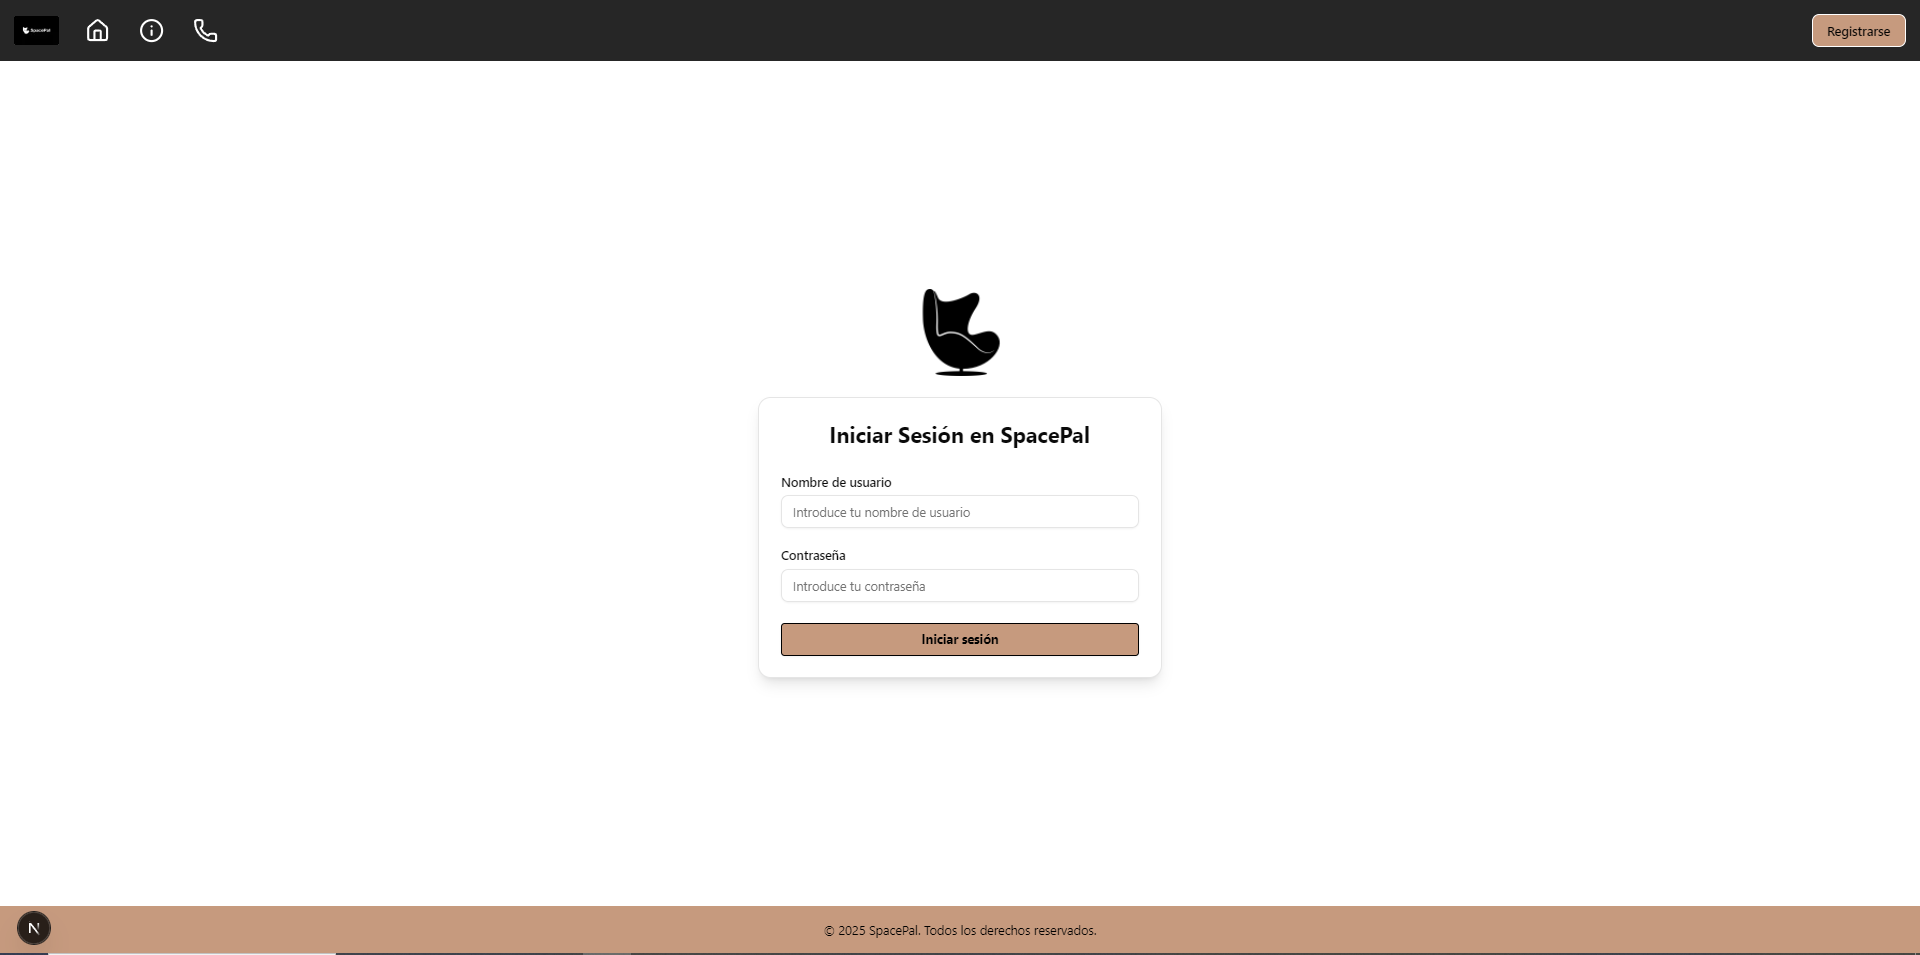 SpacePal
Registrarse
Iniciar Sesión en SpacePal
Nombre de usuario
Introduce tu nombre de usuario
Contraseña
Introduce tu contraseña
Iniciar sesión
N
© 2025 SpacePal. Todos los derechos reservados.